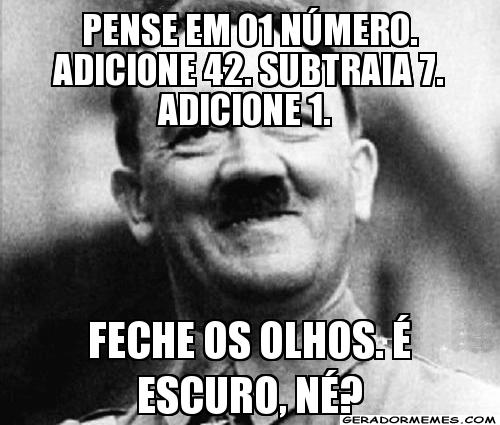 PENSE EM 01 NÚMERO.
ADICIONE 42. SUBTRAIA 7.
ADICIONE 1.
FECHE OS OLHOS. É
ESCURO, NÉ?
GERADORMEMES.COM